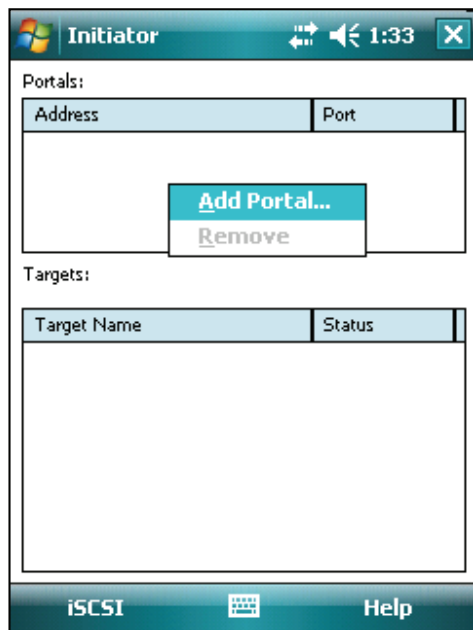 Initiator 1:33
Portals:
Address Port
Add Portal...
Remove
Targets:
Target Name Status
iSCSI Help